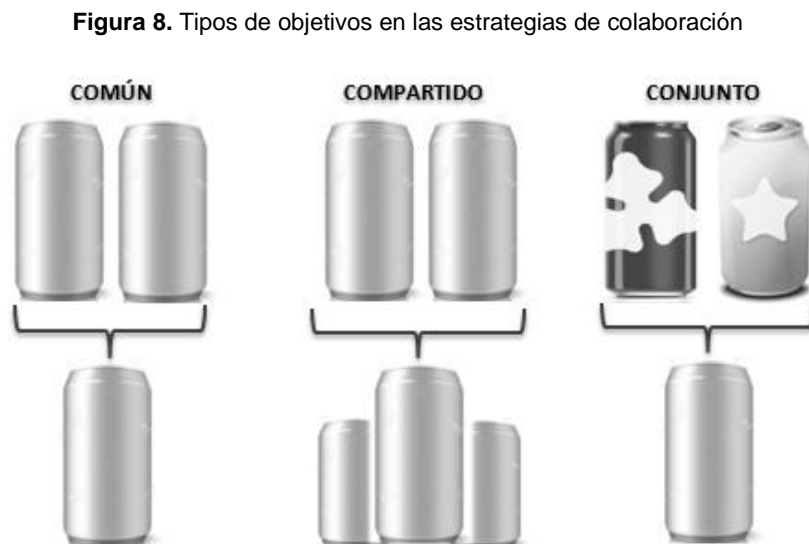 Figura 8. Tipos de objetivos en las estrategias de colaboración
COMÚN
COMPARTIDO
CONJUNTO